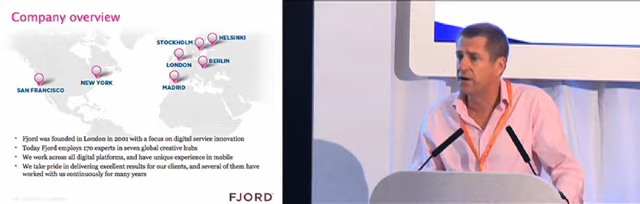 Company overview
STOCKHOLM
HELSINKI
LONDON
BERLIN
SAN FRANCISCO
NEW YORK
MADRID
• Fjord was founded in London in 2001 with a focus on digital service innovation
• Today Fjord employs 170 experts in seven global creative hubs
• We work across all digital platforms, and have unique experience in mobile
• We take pride in delivering excellent results for our clients, and several of them have
worked with us continuously for many years
FJORD